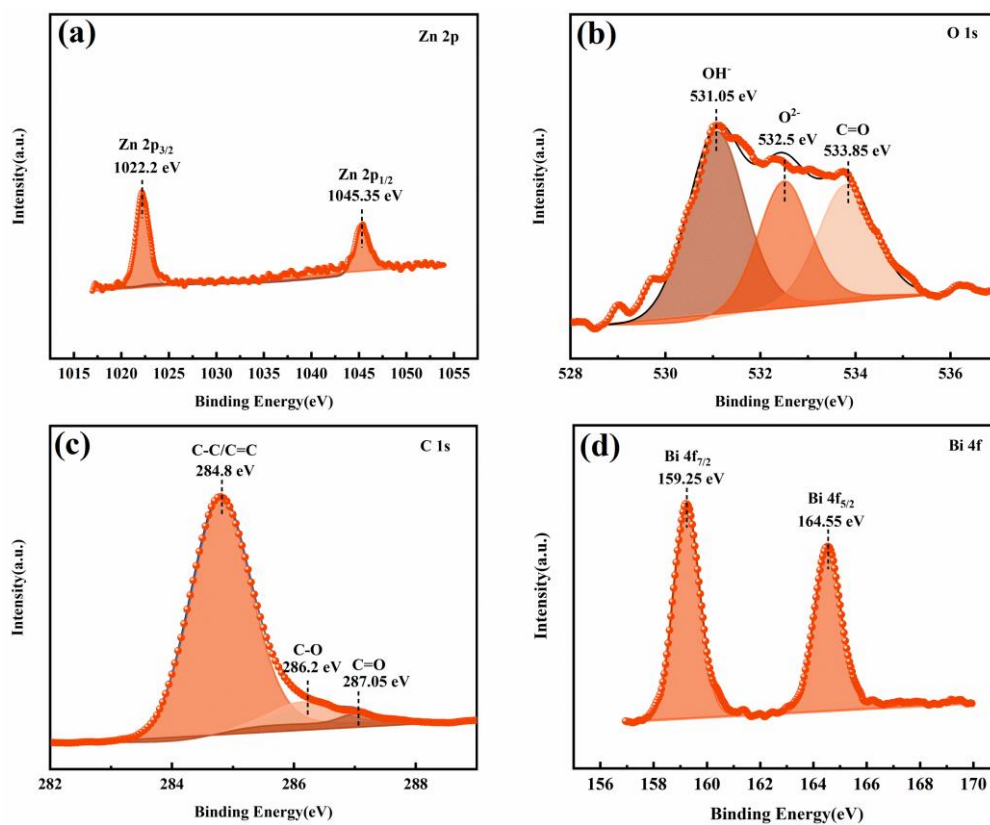 (a)
Zn 2p
Zn 2p3/2
1022.2 eV
Zn 2p1/2
1045.35 eV
Intensity(a.u.)
1015 1020 1025 1030 1035 1040 1045 1050 1055
Binding Energy(eV)
(b)
O 1s
OH-
531.05 eV
O2-
532.5 eV
C=O
533.85 eV
Intensity(a.u.)
528 530 532 534 536
Binding Energy(eV)
(c)
C 1s
C-C/C=C
284.8 eV
C-O
286.2 eV
C=O
287.05 eV
Intensity(a.u.)
282 284 286 288
Binding Energy(eV)
(d)
Bi 4f
Bi 4f7/2
159.25 eV
Bi 4f5/2
164.55 eV
Intensity(a.u.)
156 158 160 162 164 166 168 170
Binding Energy(eV)